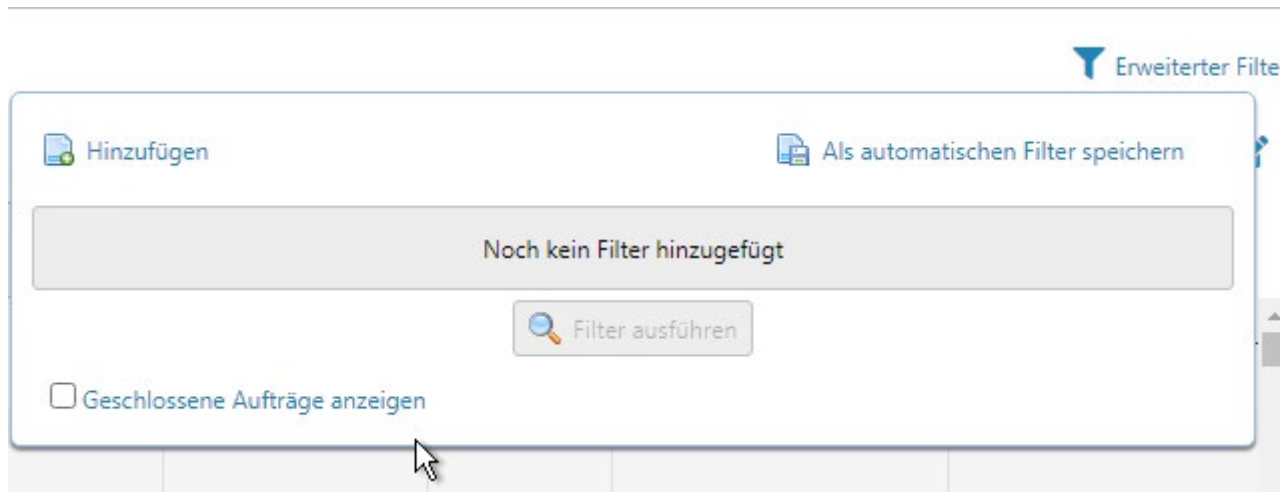 Erweiterter Filte
Hinzufügen
Als automatischen Filter speichern
Noch kein Filter hinzugefügt
Filter ausführen
Geschlossene Aufträge anzeigen